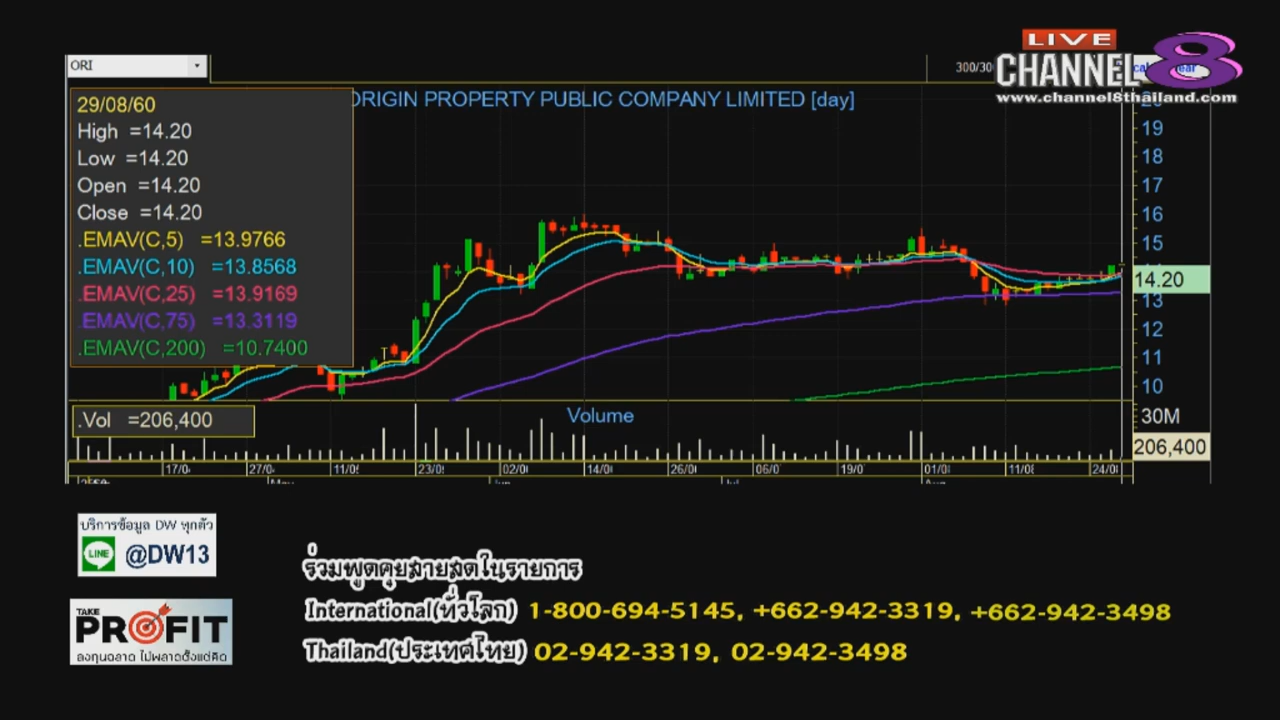 LIVE
CHANNEL 8
www.channel8thailand.com
ORI
300/30
ORIGIN PROPERTY PUBLIC COMPANY LIMITED [day]
29/08/60
High =14.20
Low =14.20
Open =14.20
Close =14.20
.EMAV(C,5) =13.9766
.EMAV(C,10) =13.8568
.EMAV(C,25) =13.9169
.EMAV(C,75) =13.3119
.EMAV(C,200) =10.7400
19
18
17
16
15
14.20
13
12
11
10
.Vol =206,400
Volume
30M
206,400
17/0 27/0 11/0 23/0 02/0 14/0 26/0 06/0 19/0 01/0 11/0 24/0
บริการข้อมูล DW ทุกตัว
LINE @DW13
TAKE
PROFIT
ลงทุนฉลาด ไม่พลาดตั้งแต่คิด
ร่วมพูดคุยสายสดในรายการ
International(ทั่วโลก) 1-800-694-5145, +662-942-3319, +662-942-3498
Thailand(ประเทศไทย) 02-942-3319, 02-942-3498